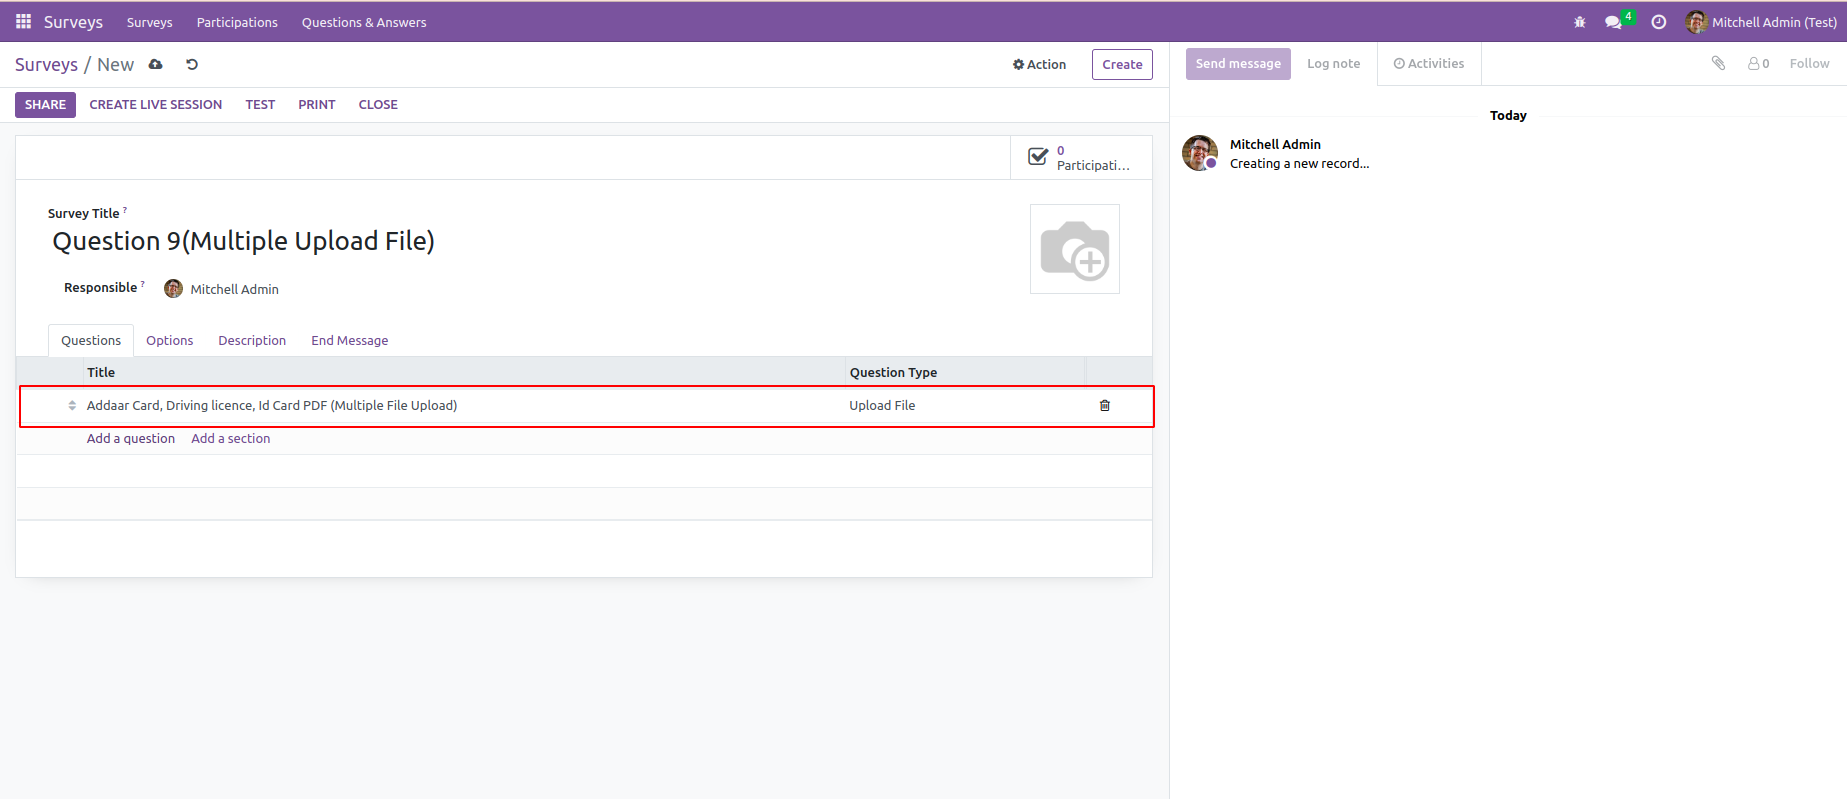 Surveys Surveys Participations Questions & Answers 4 Mitchell Admin (Test)
Surveys / New Action Create
Send message Log note Activities 0 Follow
SHARE CREATE LIVE SESSION TEST PRINT CLOSE
Today
Mitchell Admin
Creating a new record...
0
Participati...
Survey Title ?
Question 9(Multiple Upload File)
Responsible ? Mitchell Admin
Questions Options Description End Message
Title Question Type
Addaar Card, Driving licence, Id Card PDF (Multiple File Upload) Upload File
Add a question Add a section